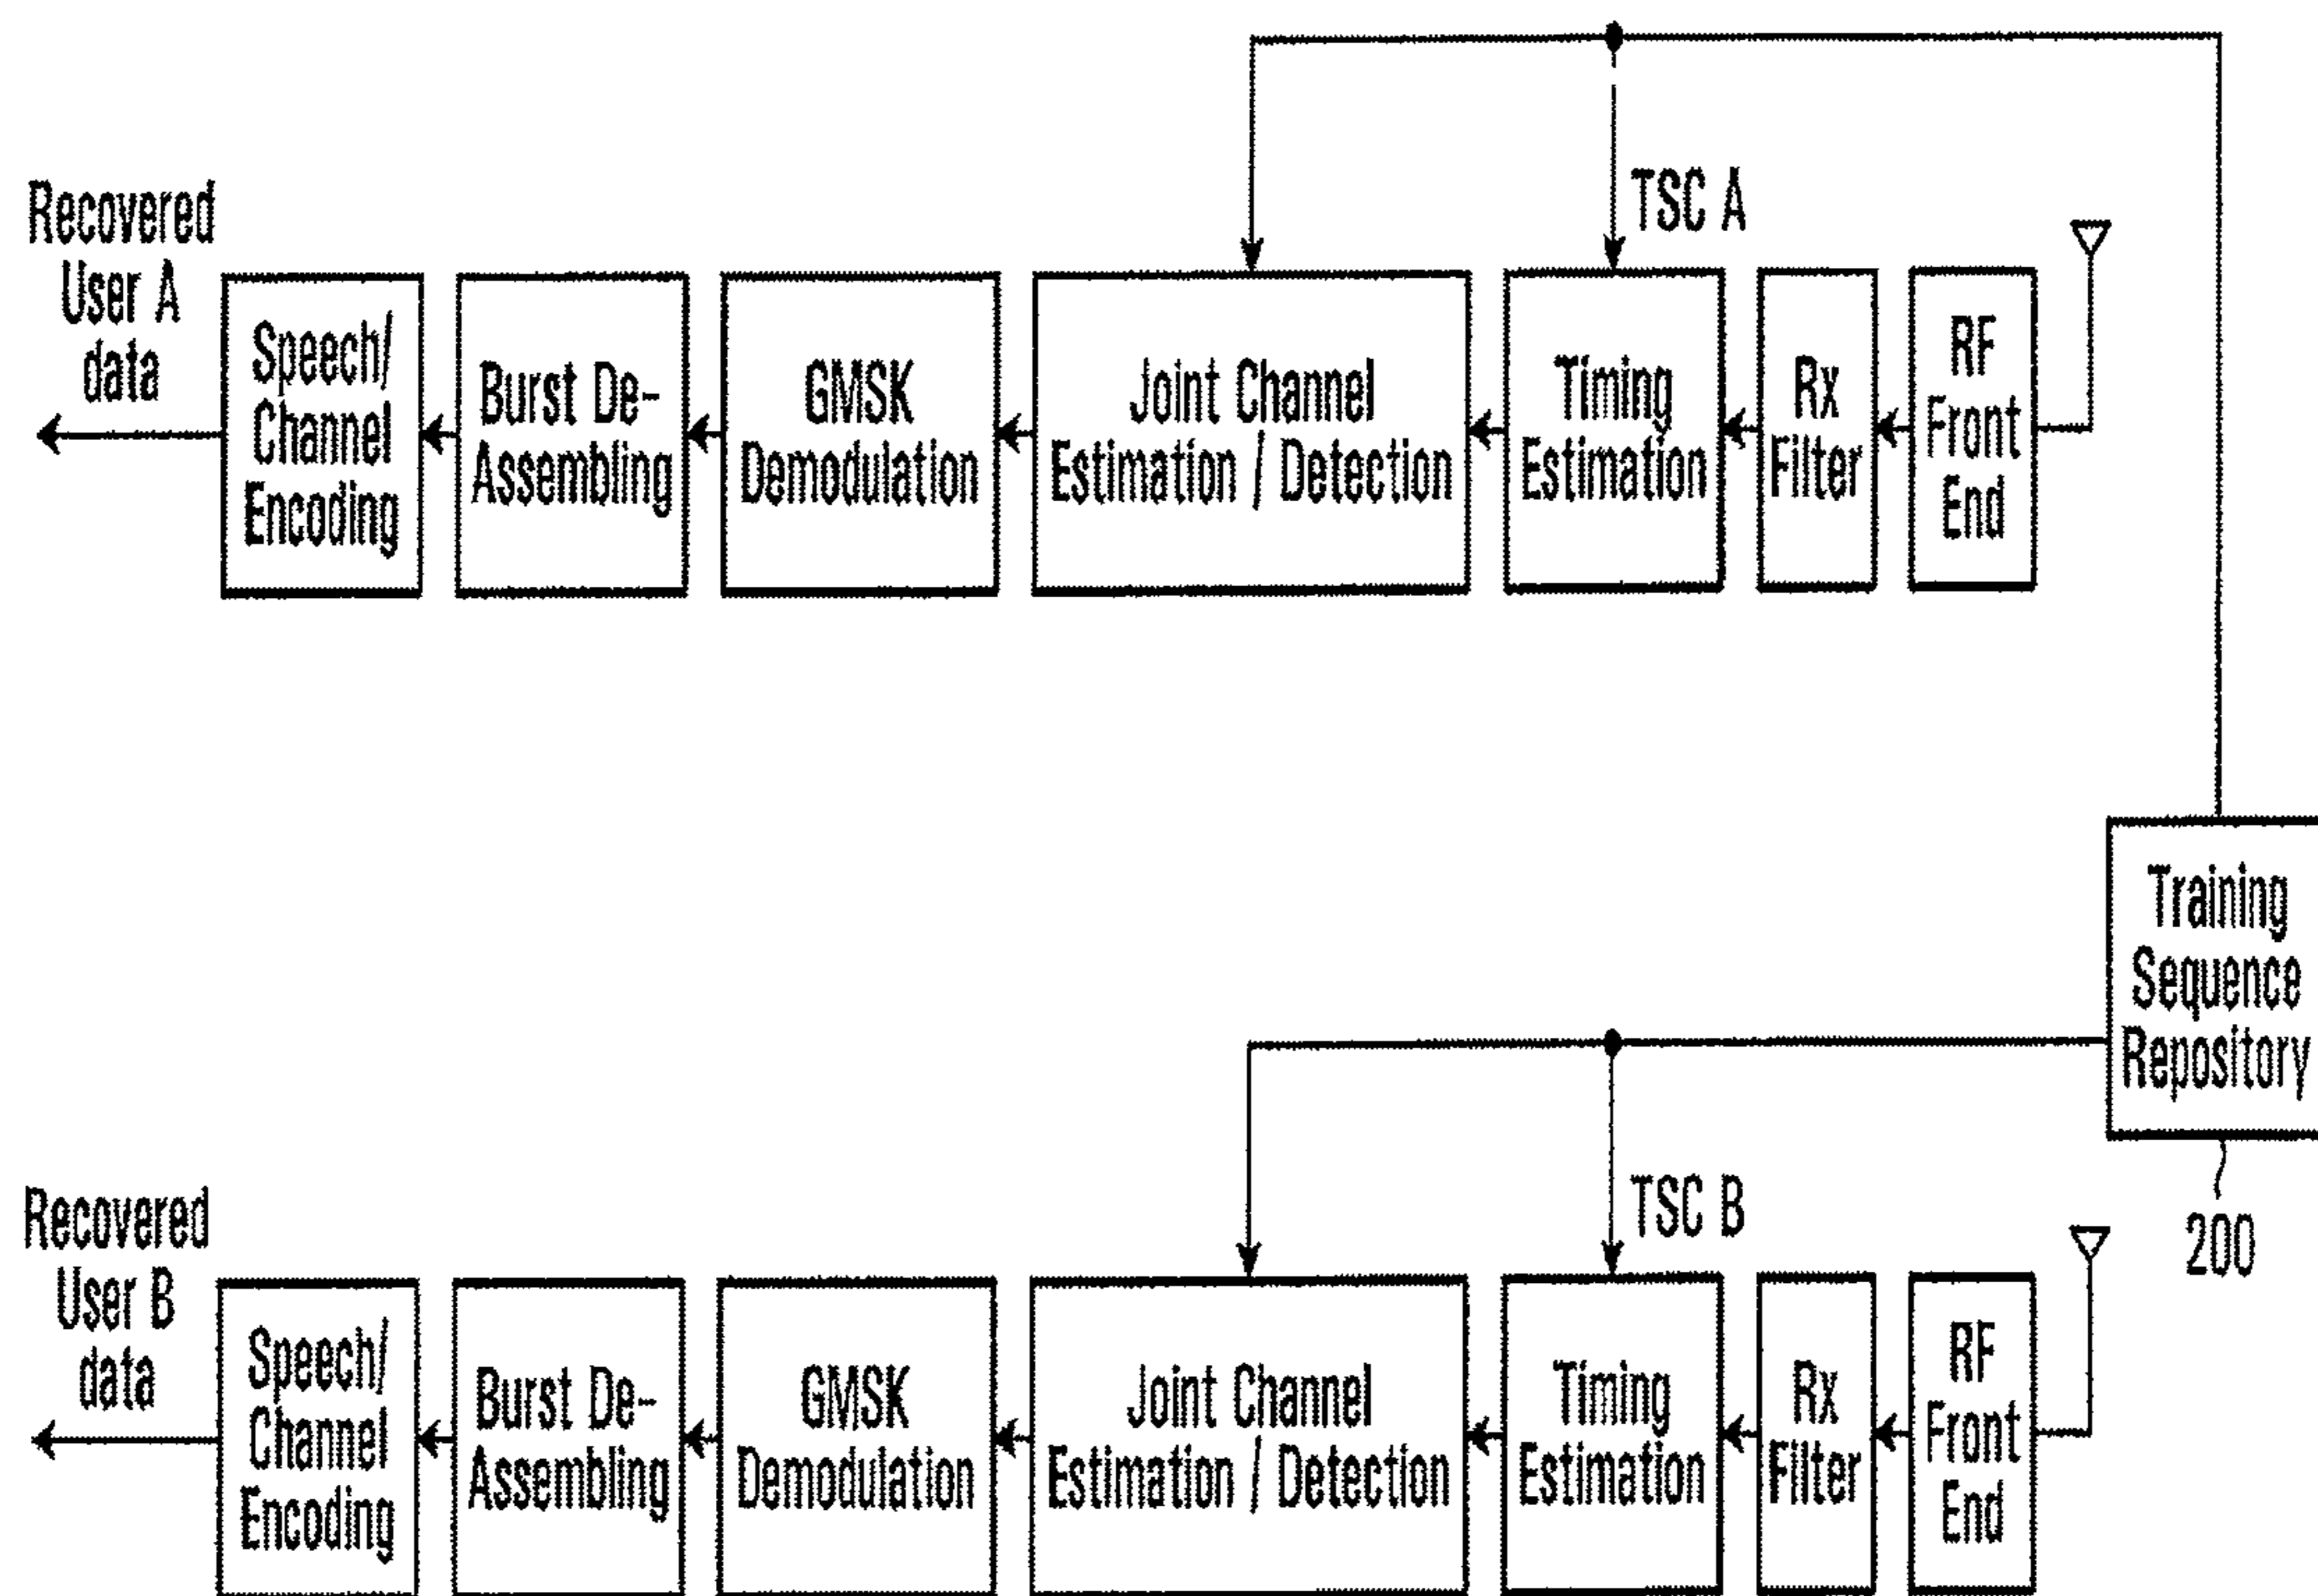 TSC A
Recovered
User A
data
Speech/
Channel
Encoding
Burst De-
Assembling
GMSK
Demodulation
Joint Channel
Estimation / Detection
Timing
Estimation
Rx
Filter
RF
Front
End
Training
Sequence
Repository
200
TSC B
Recovered
User B
data
Speech/
Channel
Encoding
Burst De-
Assembling
GMSK
Demodulation
Joint Channel
Estimation / Detection
Timing
Estimation
Rx
Filter
RF
Front
End